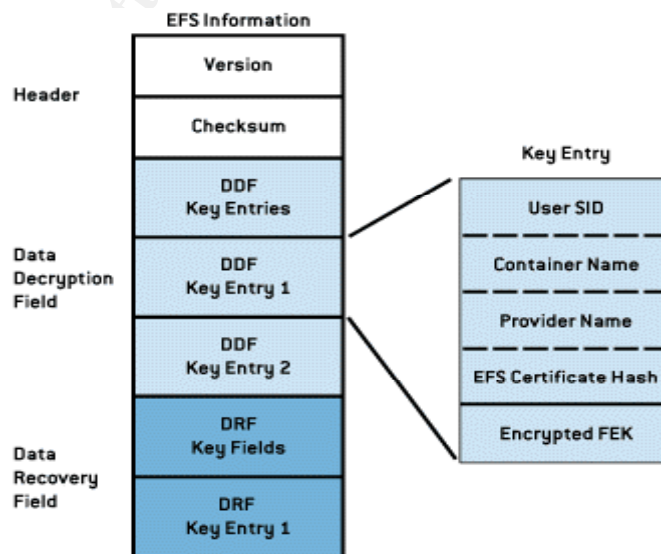 EFS Information
Header
Version
Checksum
Data
Decryption
Field
DDF
Key Entries
DDF
Key Entry 1
DDF
Key Entry 2
Data
Recovery
Field
DRF
Key Fields
DRF
Key Entry 1
Key Entry
User SID
Container Name
Provider Name
EFS Certificate Hash
Encrypted FEK